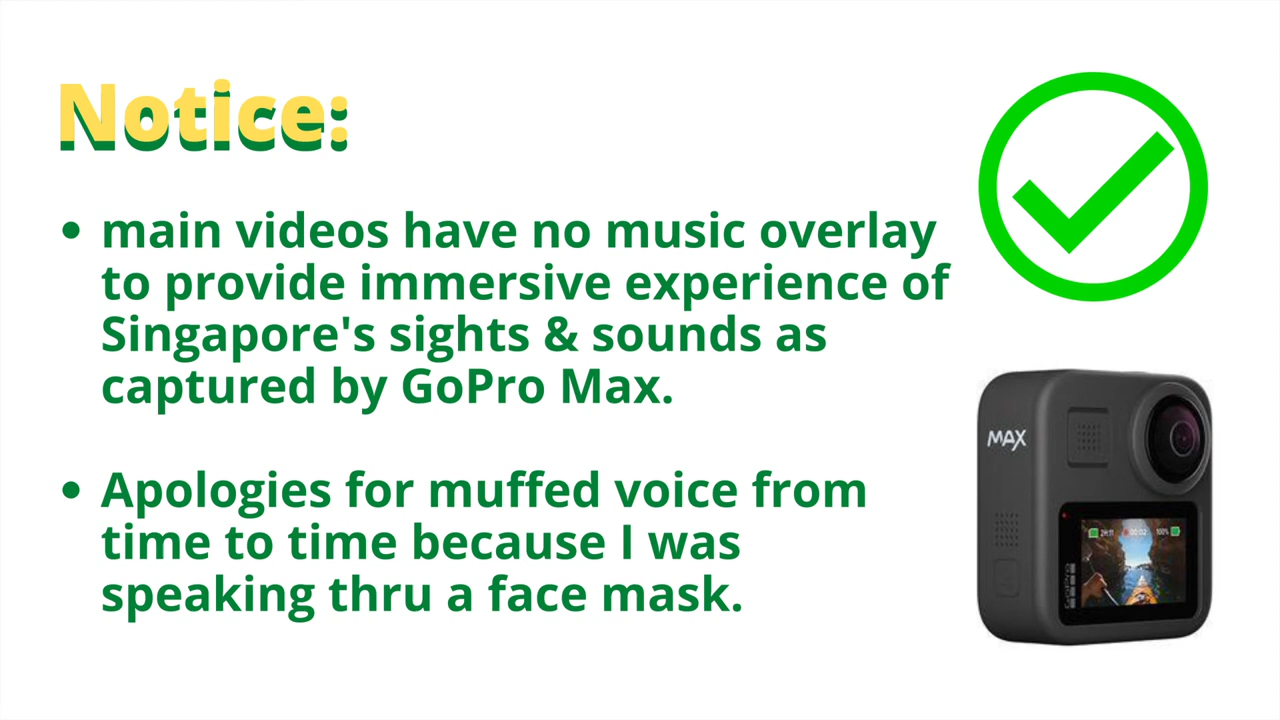 Notice:
• main videos have no music overlay
to provide immersive experience of
Singapore's sights & sounds as
captured by GoPro Max.
• Apologies for muffed voice from
time to time because I was
speaking thru a face mask.
MAX